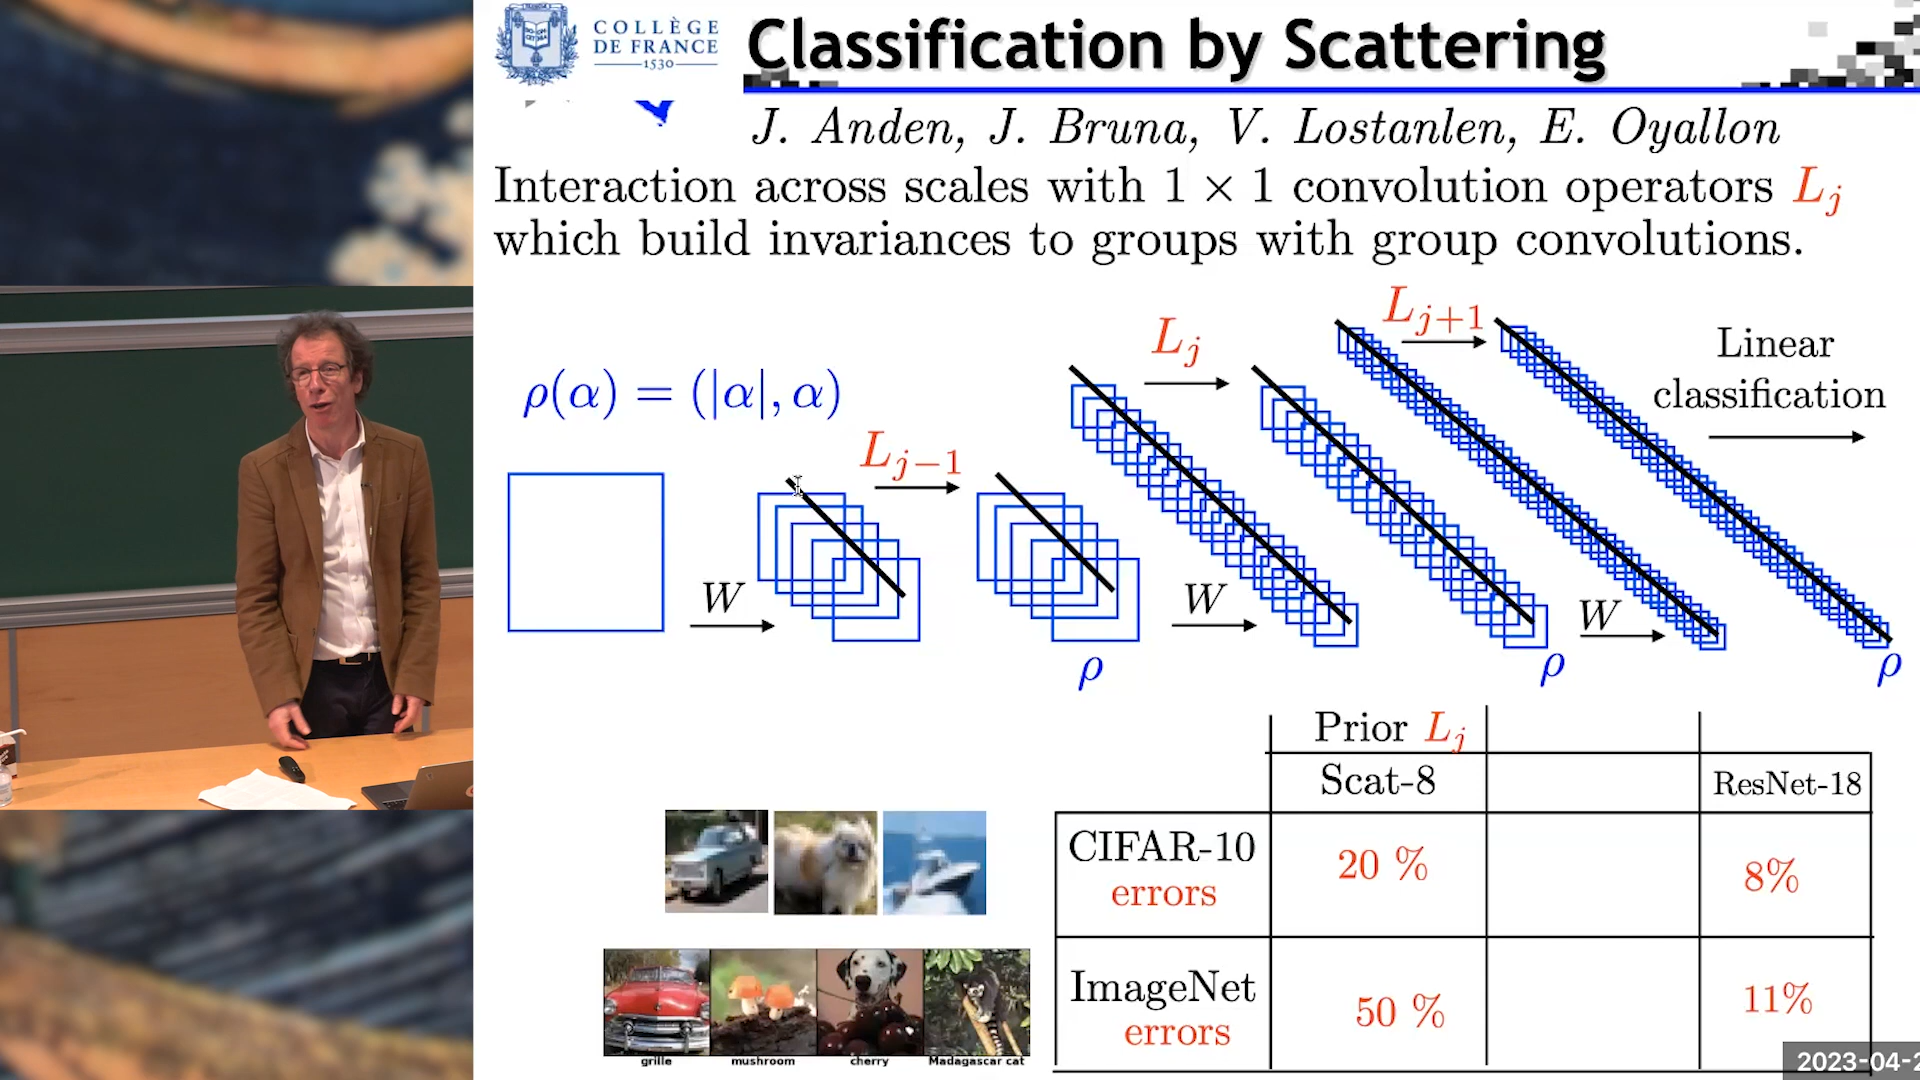 COLLÈGE
DE FRANCE
1530
Classification by Scattering
J. Anden, J. Bruna, V. Lostanlen, E. Oyallon
Interaction across scales with 1 × 1 convolution operators L_j
which build invariances to groups with group convolutions.
ρ(α) = (|α|, α)
L_{j−1}
L_j
L_{j+1}
Linear
classification
W
W
W
ρ
ρ
ρ
Prior L_j
Scat-8
ResNet-18
CIFAR-10
errors
20 %
8%
ImageNet
errors
50 %
11%
grille
mushroom
cherry
Madagascar cat
2023-04-2